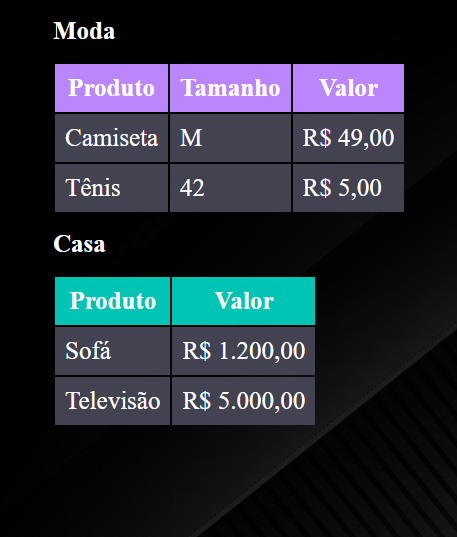 Moda
Produto Tamanho Valor
Camiseta M R$ 49,00
Tênis 42 R$ 5,00
Casa
Produto Valor
Sofá R$ 1.200,00
Televisão R$ 5.000,00